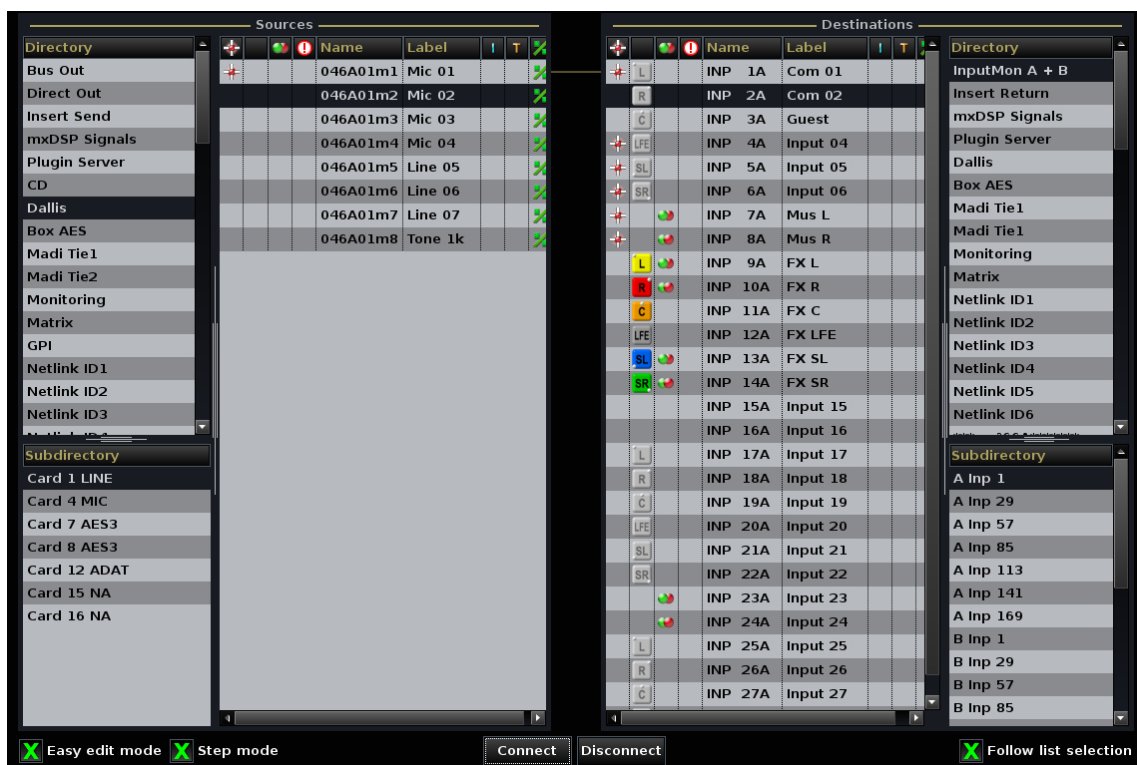 Sources
Directory
Bus Out
Direct Out
Insert Send
mxDSP Signals
Plugin Server
CD
Dallis
Box AES
Madi Tie1
Madi Tie2
Monitoring
Matrix
GPI
Netlink ID1
Netlink ID2
Netlink ID3
Subdirectory
Card 1 LINE
Card 4 MIC
Card 7 AES3
Card 8 AES3
Card 12 ADAT
Card 15 NA
Card 16 NA
Name Label I T
046A01m1 Mic 01
046A01m2 Mic 02
046A01m3 Mic 03
046A01m4 Mic 04
046A01m5 Line 05
046A01m6 Line 06
046A01m7 Line 07
046A01m8 Tone 1k
Destinations
Name Label I T
L INP 1A Com 01
R INP 2A Com 02
C INP 3A Guest
LFE INP 4A Input 04
SL INP 5A Input 05
SR INP 6A Input 06
INP 7A Mus L
INP 8A Mus R
L INP 9A FX L
R INP 10A FX R
C INP 11A FX C
LFE INP 12A FX LFE
SL INP 13A FX SL
SR INP 14A FX SR
INP 15A Input 15
INP 16A Input 16
L INP 17A Input 17
R INP 18A Input 18
C INP 19A Input 19
LFE INP 20A Input 20
SL INP 21A Input 21
SR INP 22A Input 22
INP 23A Input 23
INP 24A Input 24
L INP 25A Input 25
R INP 26A Input 26
C INP 27A Input 27
Directory
InputMon A + B
Insert Return
mxDSP Signals
Plugin Server
Dallis
Box AES
Madi Tie1
Madi Tie1
Monitoring
Matrix
Netlink ID1
Netlink ID2
Netlink ID3
Netlink ID4
Netlink ID5
Netlink ID6
Subdirectory
A Inp 1
A Inp 29
A Inp 57
A Inp 85
A Inp 113
A Inp 141
A Inp 169
B Inp 1
B Inp 29
B Inp 57
B Inp 85
X Easy edit mode X Step mode Connect Disconnect X Follow list selection